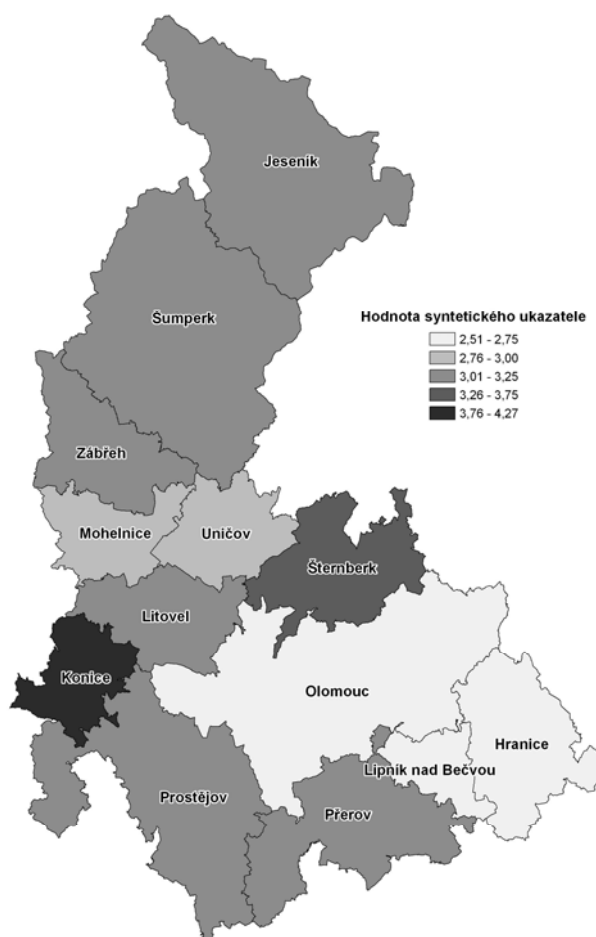 Jeseník
Šumperk
Hodnota syntetického ukazatele
2,51 - 2,75
2,76 - 3,00
3,01 - 3,25
3,26 - 3,75
3,76 - 4,27
Zábřeh
Mohelnice
Uničov
Šternberk
Litovel
Konice
Olomouc
Hranice
Lipník nad Bečvou
Prostějov
Přerov